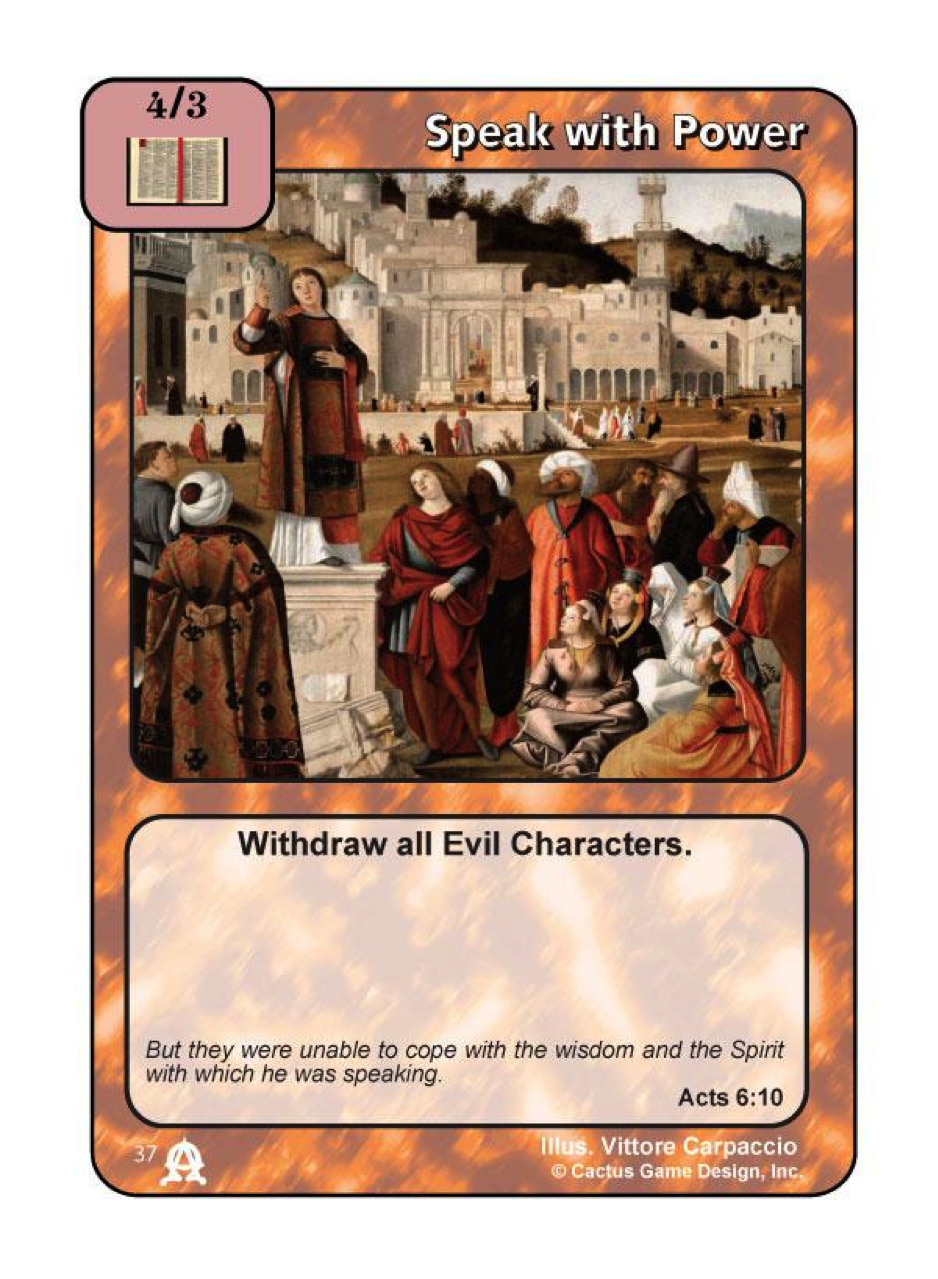 4/3
Speak with Power
Withdraw all Evil Characters.
But they were unable to cope with the wisdom and the Spirit
with which he was speaking.
Acts 6:10
37
Illus. Vittore Carpaccio
© Cactus Game Design, Inc.